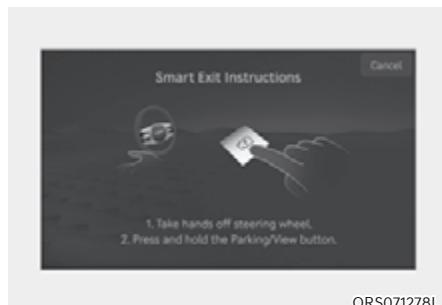 Cancel
Smart Exit Instructions
1. Take hands off steering wheel.
2. Press and hold the Parking/View button.
ORS071278L